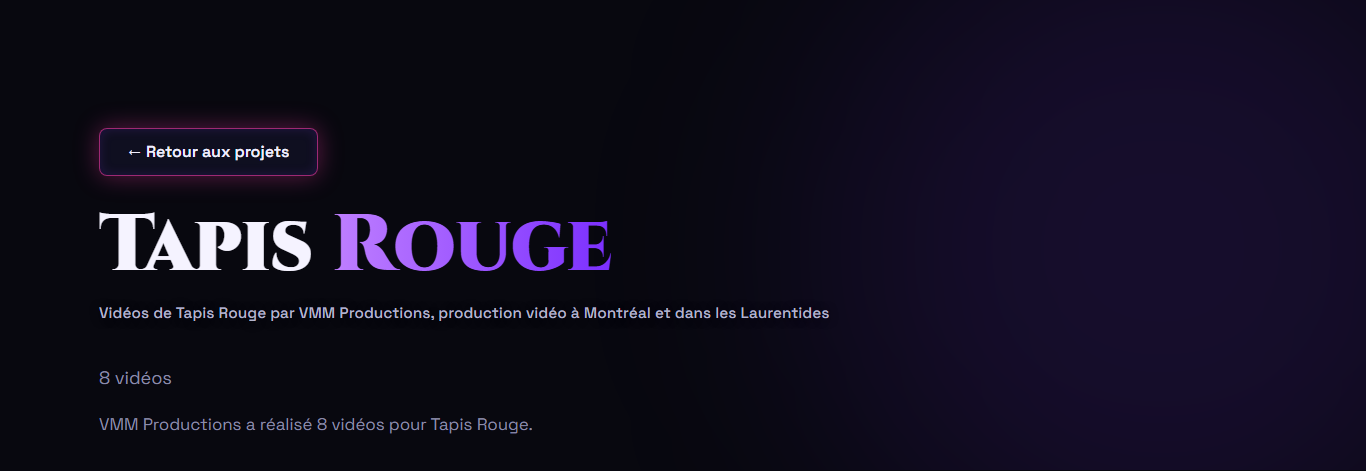 ← Retour aux projets
Tapis Rouge
Vidéos de Tapis Rouge par VMM Productions, production vidéo à Montréal et dans les Laurentides
8 vidéos
VMM Productions a réalisé 8 vidéos pour Tapis Rouge.